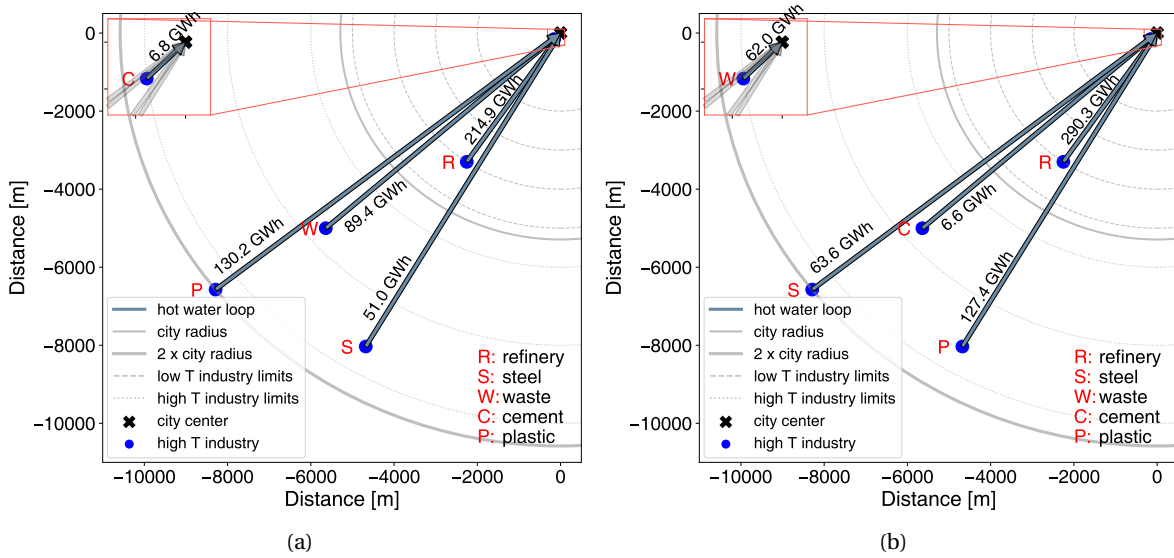 0
−2000
−4000
−6000
−8000
−10000
Distance [m]
−10000
−8000
−6000
−4000
−2000
0
Distance [m]
6.8 GWh
C
214.9 GWh
R
89.4 GWh
W
130.2 GWh
P
51.0 GWh
S
hot water loop
city radius
2 x city radius
low T industry limits
high T industry limits
city center
high T industry
R: refinery
S: steel
W: waste
C: cement
P: plastic
(a)
0
−2000
−4000
−6000
−8000
−10000
Distance [m]
−10000
−8000
−6000
−4000
−2000
0
Distance [m]
62.0 GWh
W
290.3 GWh
R
6.6 GWh
C
63.6 GWh
S
127.4 GWh
P
hot water loop
city radius
2 x city radius
low T industry limits
high T industry limits
city center
high T industry
R: refinery
S: steel
W: waste
C: cement
P: plastic
(b)